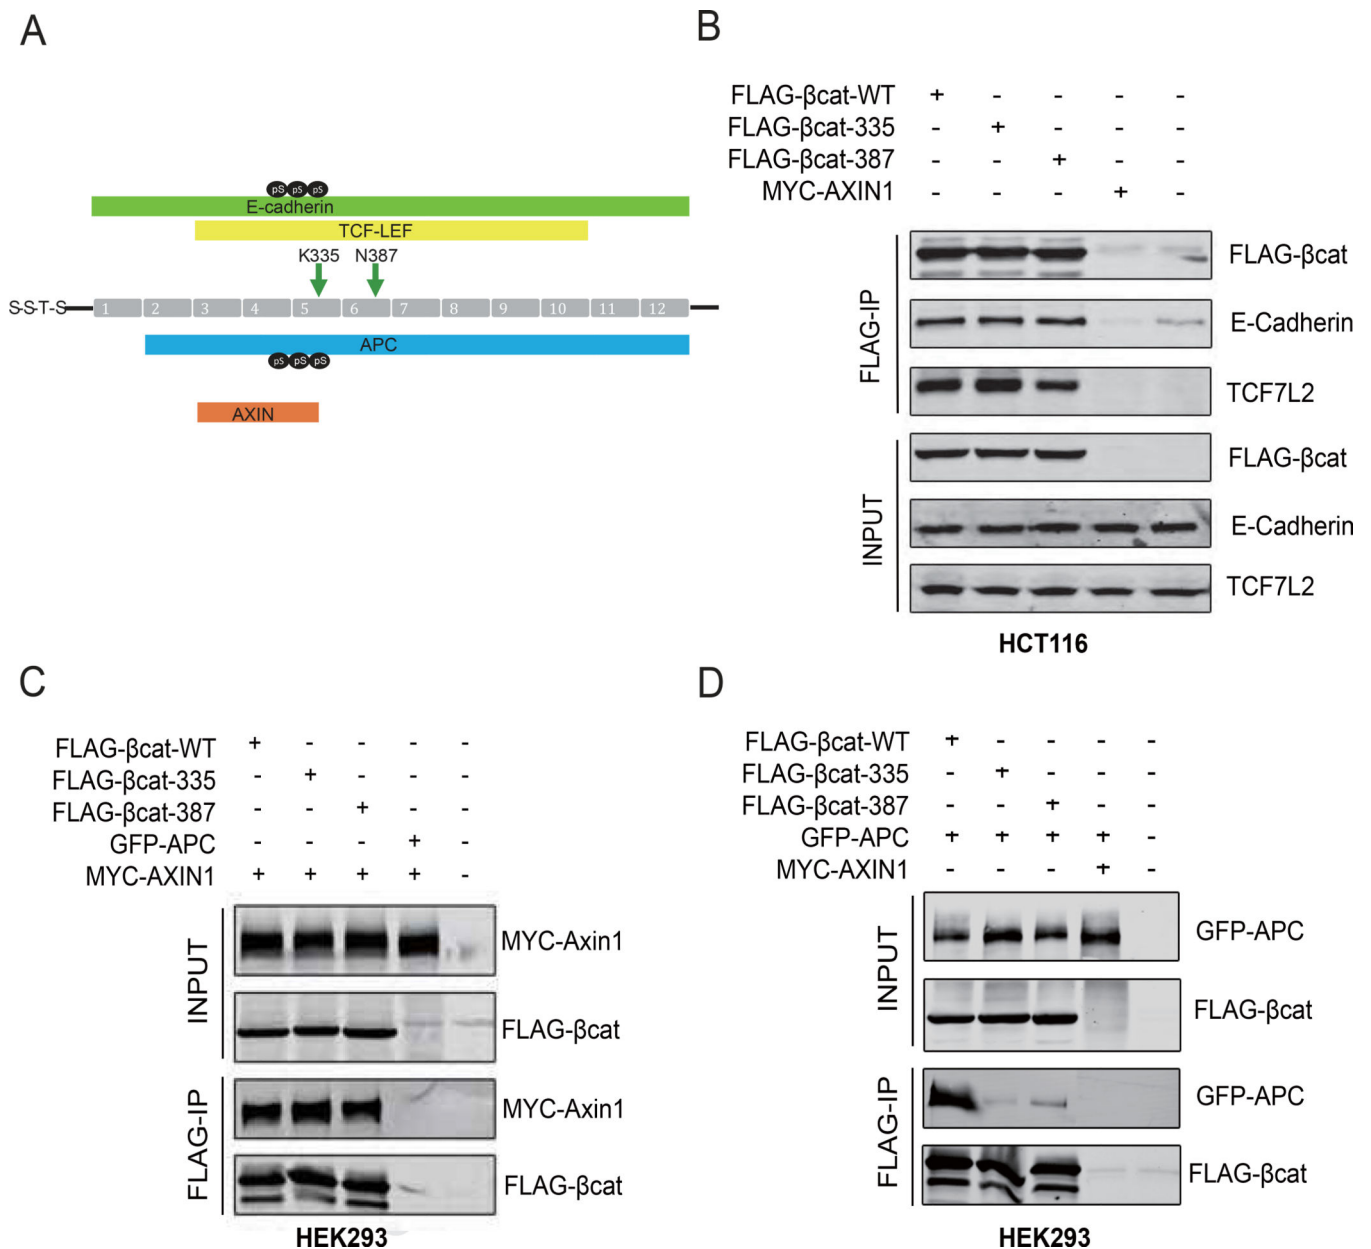 A
pS pS pS
E-cadherin
TCF-LEF
K335 N387
S-S-T-S 1 2 3 4 5 6 7 8 9 10 11 12
APC
pS pS pS
AXIN
B
FLAG-βcat-WT + - - - -
FLAG-βcat-335 - + - - -
FLAG-βcat-387 - - + - -
MYC-AXIN1 - - - + -
FLAG-IP
FLAG-βcat
E-Cadherin
TCF7L2
INPUT
FLAG-βcat
E-Cadherin
TCF7L2
HCT116
C
FLAG-βcat-WT + - - - -
FLAG-βcat-335 - + - - -
FLAG-βcat-387 - - + - -
GFP-APC - - - + -
MYC-AXIN1 + + + + -
INPUT
MYC-Axin1
FLAG-βcat
FLAG-IP
MYC-Axin1
FLAG-βcat
HEK293
D
FLAG-βcat-WT + - - - -
FLAG-βcat-335 - + - - -
FLAG-βcat-387 - - + - -
GFP-APC + + + + -
MYC-AXIN1 - - - + -
INPUT
GFP-APC
FLAG-βcat
FLAG-IP
GFP-APC
FLAG-βcat
HEK293